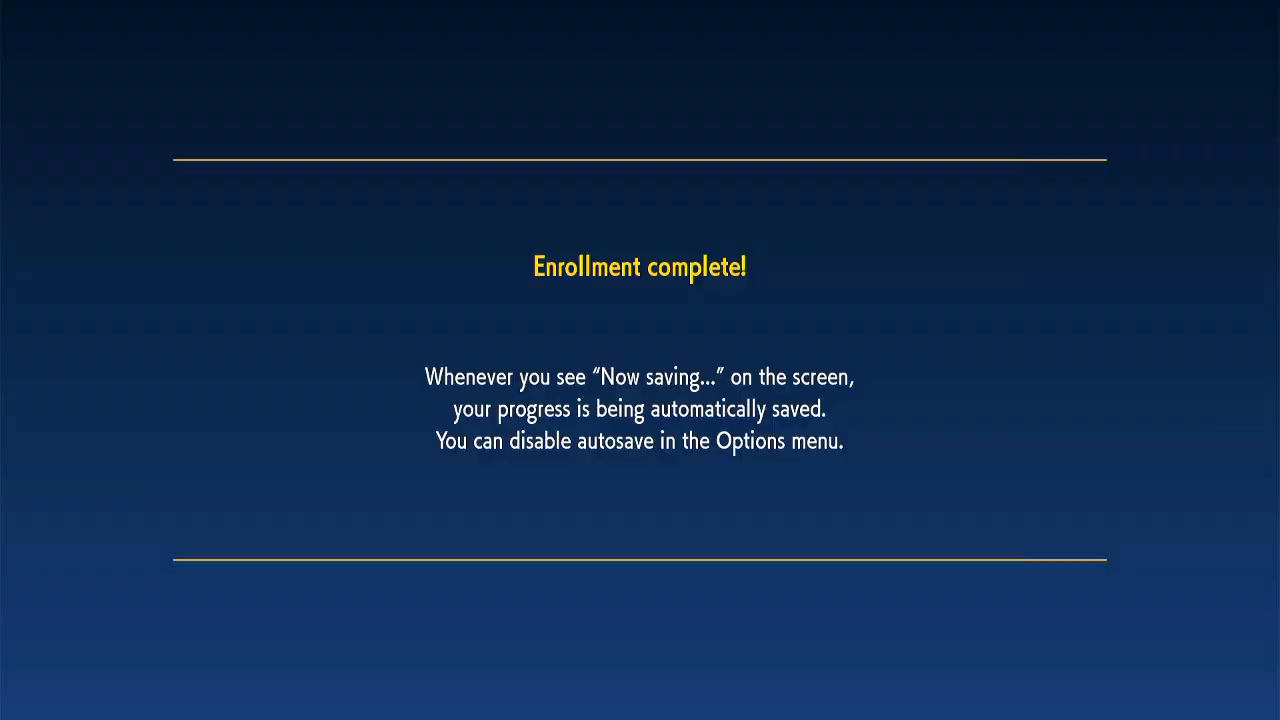 Enrollment complete!
Whenever you see “Now saving...” on the screen,
your progress is being automatically saved.
You can disable autosave in the Options menu.